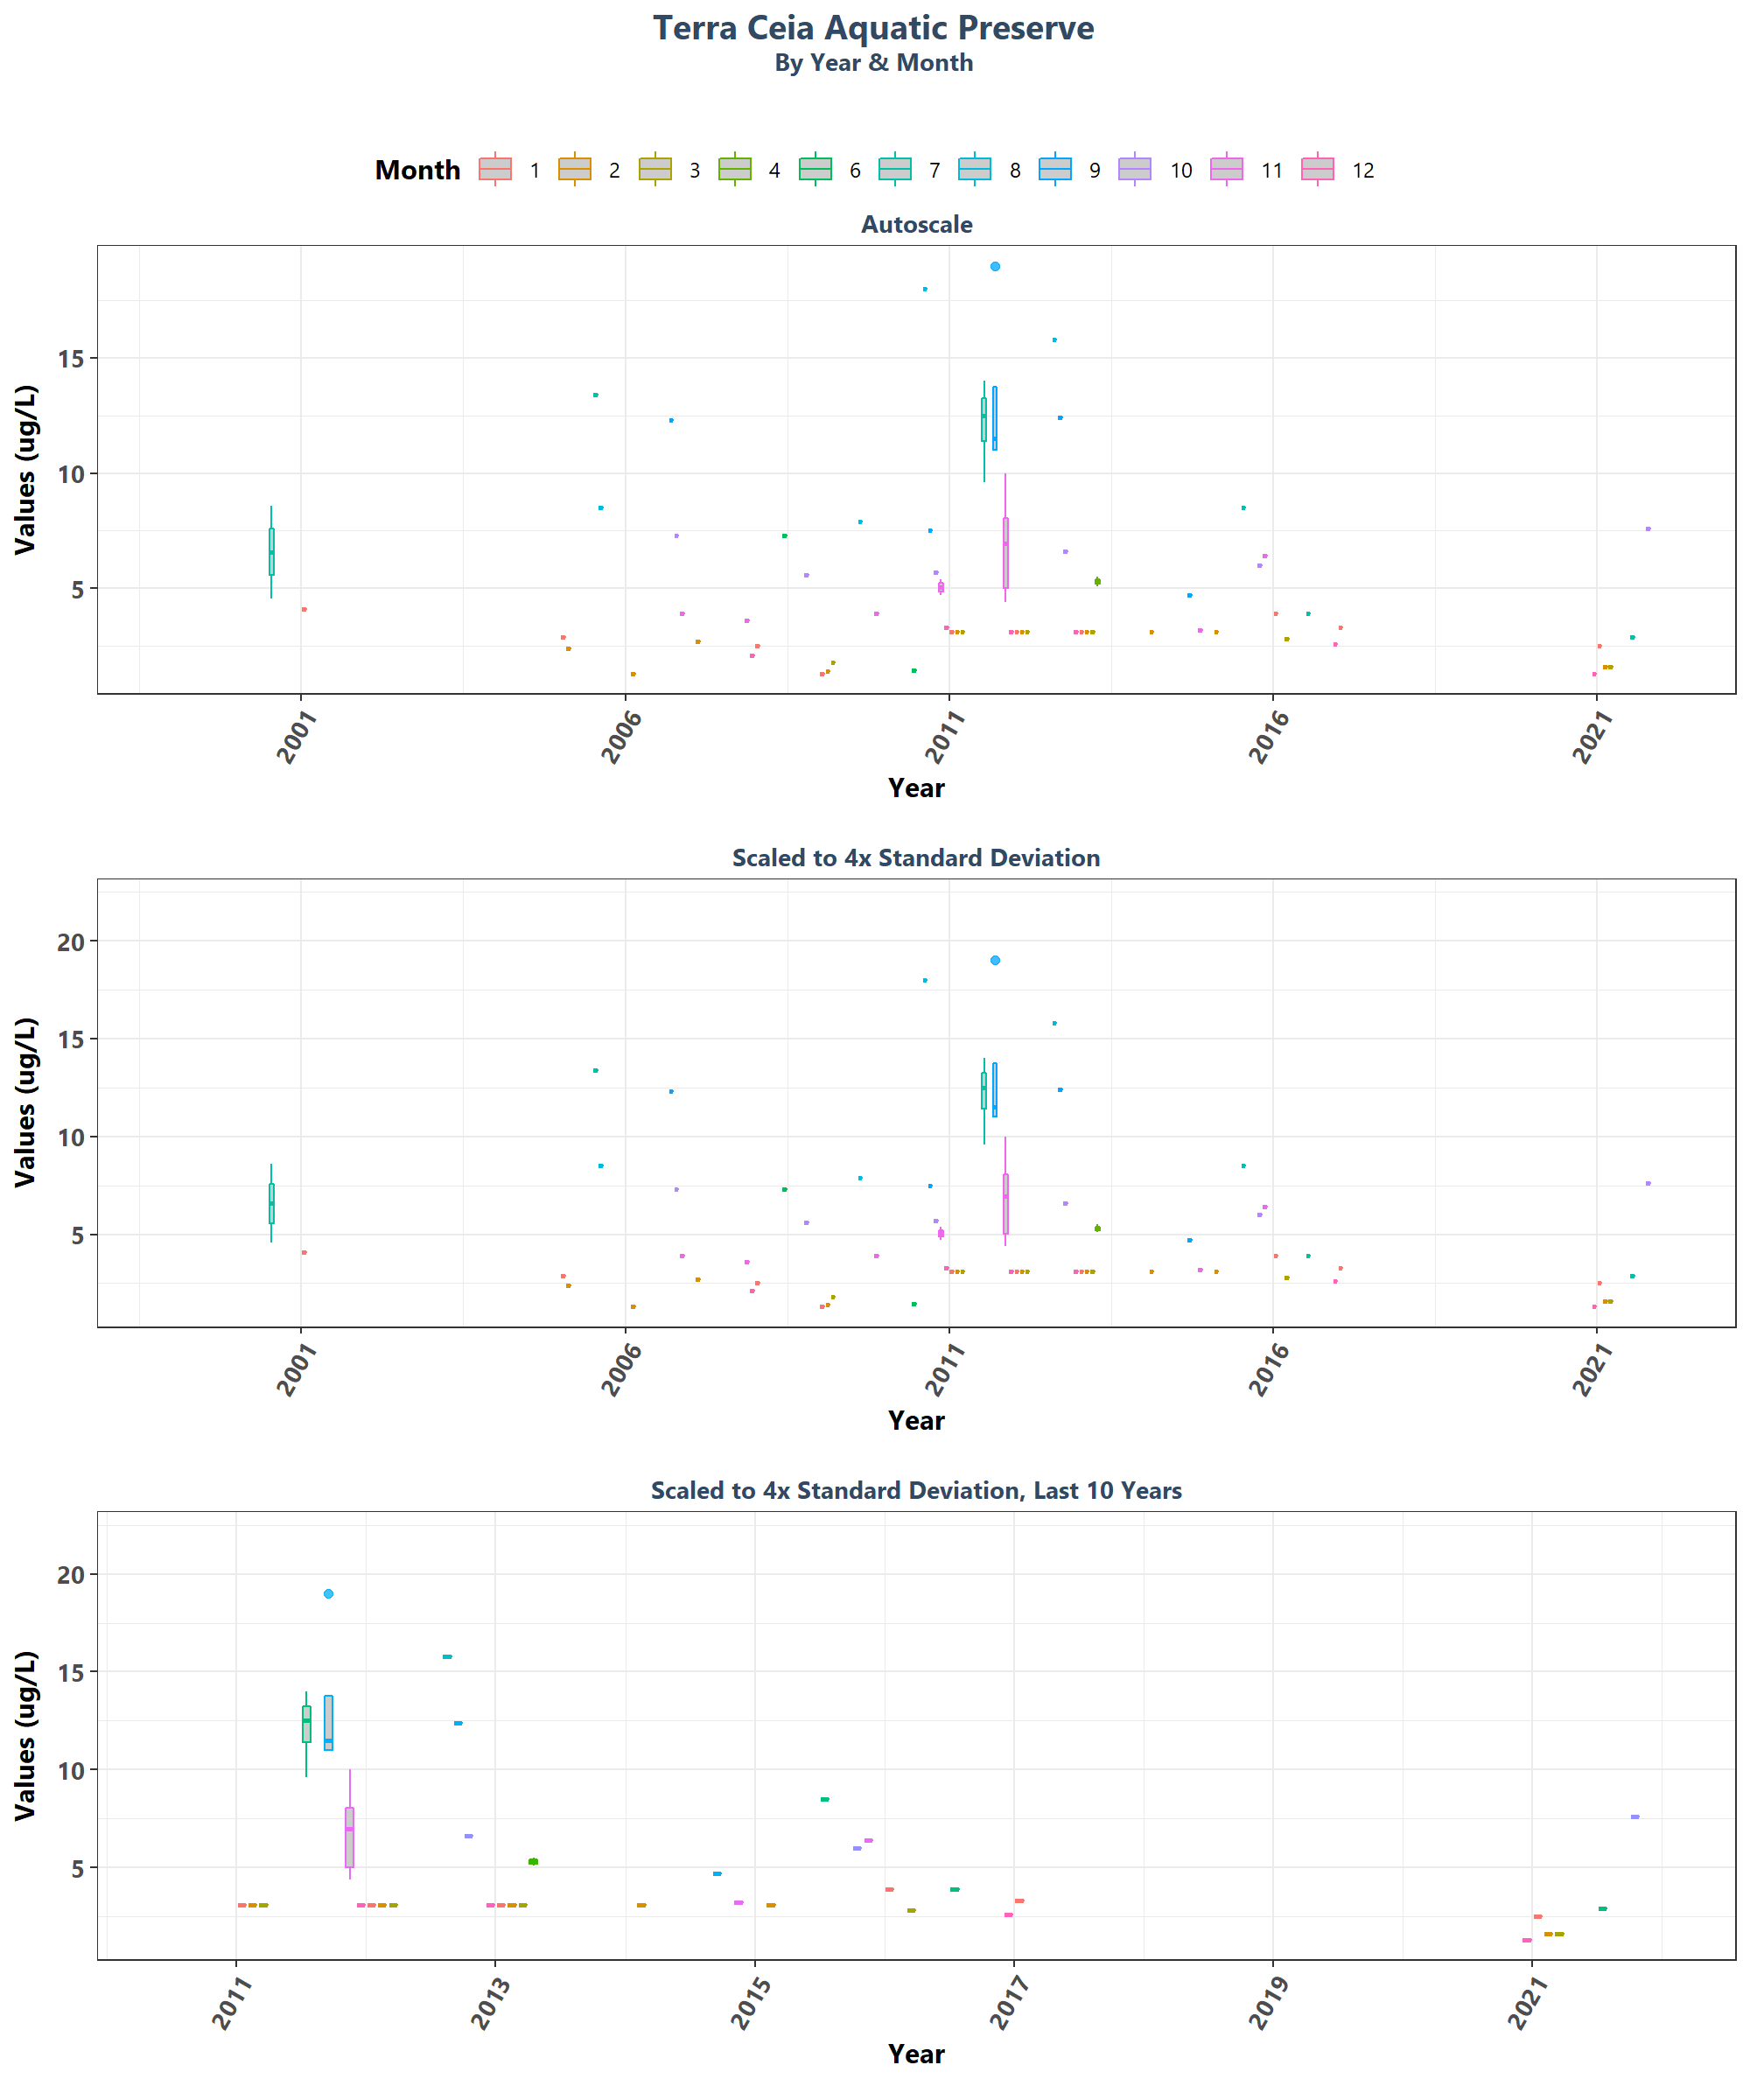 Terra Ceia Aquatic Preserve
By Year & Month
Month 1 2 3 4 6 7 8 9 10 11 12
Autoscale
Values (ug/L)
15
10
5
2001 2006 2011 2016 2021
Year
Scaled to 4x Standard Deviation
Values (ug/L)
20
15
10
5
2001 2006 2011 2016 2021
Year
Scaled to 4x Standard Deviation, Last 10 Years
Values (ug/L)
20
15
10
5
2011 2013 2015 2017 2019 2021
Year